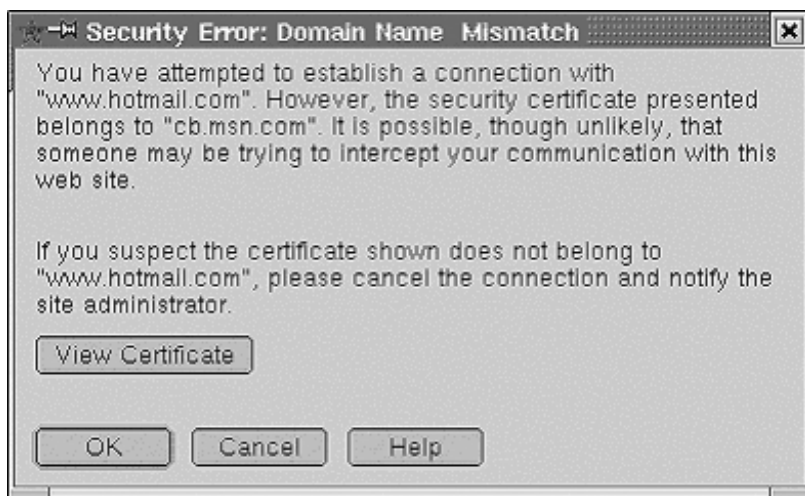 Security Error: Domain Name Mismatch
You have attempted to establish a connection with
"www.hotmail.com". However, the security certificate presented
belongs to "cb.msn.com". It is possible, though unlikely, that
someone may be trying to intercept your communication with this
web site.
If you suspect the certificate shown does not belong to
"www.hotmail.com", please cancel the connection and notify the
site administrator.
View Certificate
OK Cancel Help